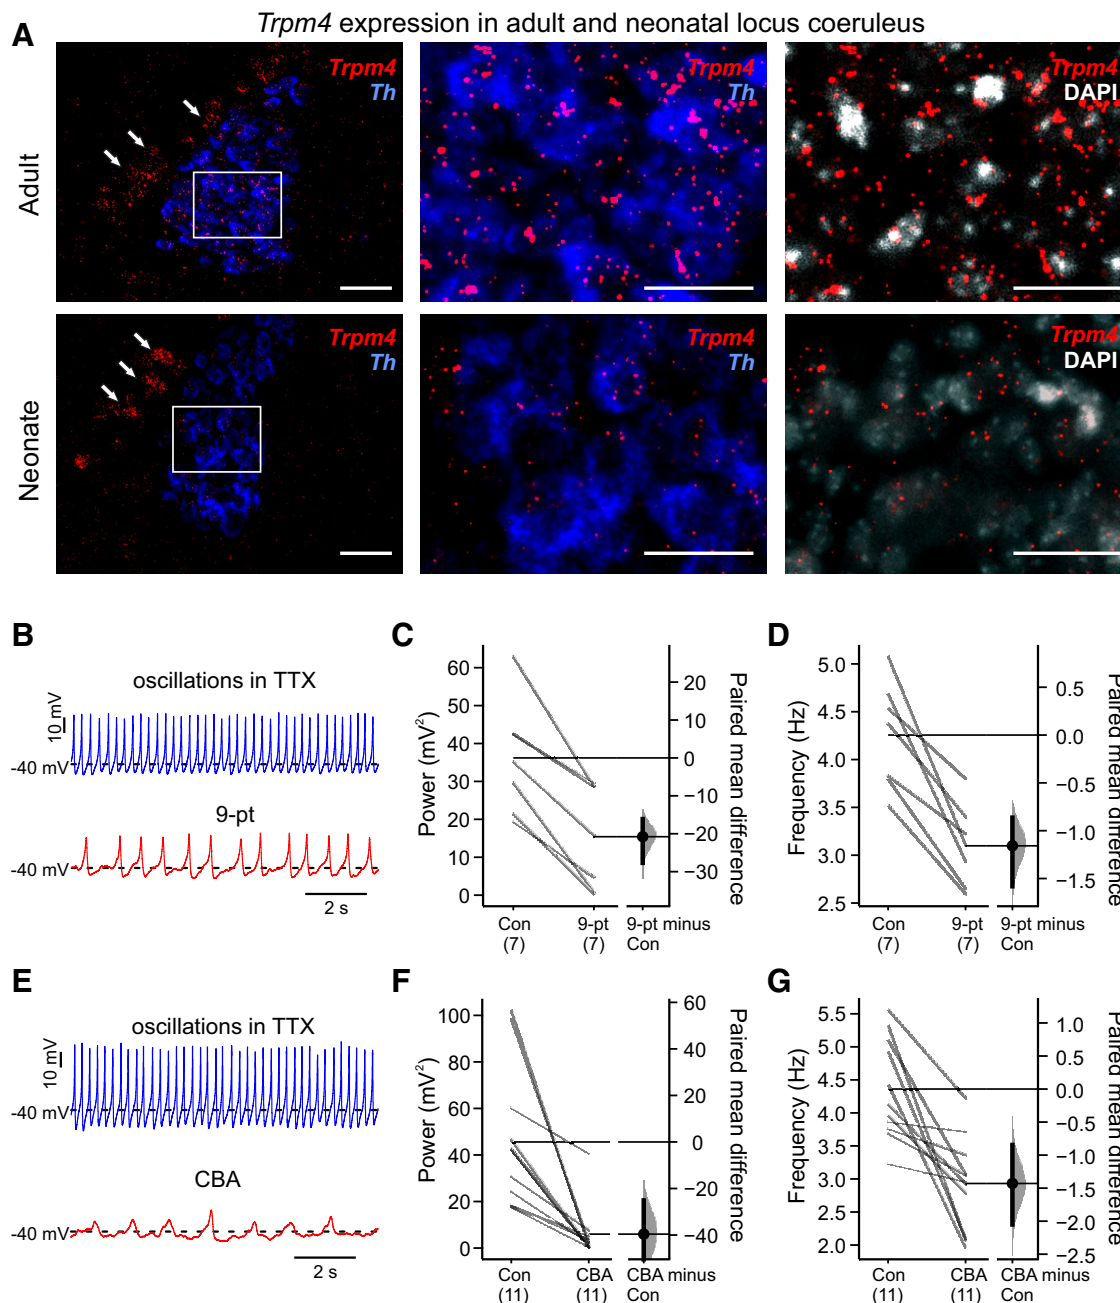 Trpm4 expression in adult and neonatal locus coeruleus
A
Adult
Trpm4
Th
Trpm4
Th
Trpm4
DAPI
Neonate
Trpm4
Th
Trpm4
Th
Trpm4
DAPI
B
oscillations in TTX
10 mV
-40 mV
9-pt
-40 mV
2 s
C
Power (mV²)
60
50
40
30
20
10
0
20
10
0
−10
−20
−30
Paired mean difference
Con
(7)
9-pt
(7)
9-pt minus
Con
D
Frequency (Hz)
5.0
4.5
4.0
3.5
3.0
2.5
0.5
0.0
−0.5
−1.0
−1.5
Paired mean difference
Con
(7)
9-pt
(7)
9-pt minus
Con
E
oscillations in TTX
10 mV
-40 mV
CBA
-40 mV
2 s
F
Power (mV²)
100
80
60
40
20
0
60
40
20
0
−20
−40
Paired mean difference
Con
(11)
CBA
(11)
CBA minus
Con
G
Frequency (Hz)
5.5
5.0
4.5
4.0
3.5
3.0
2.5
2.0
1.0
0.5
0.0
−0.5
−1.0
−1.5
−2.0
−2.5
Paired mean difference
Con
(11)
CBA
(11)
CBA minus
Con